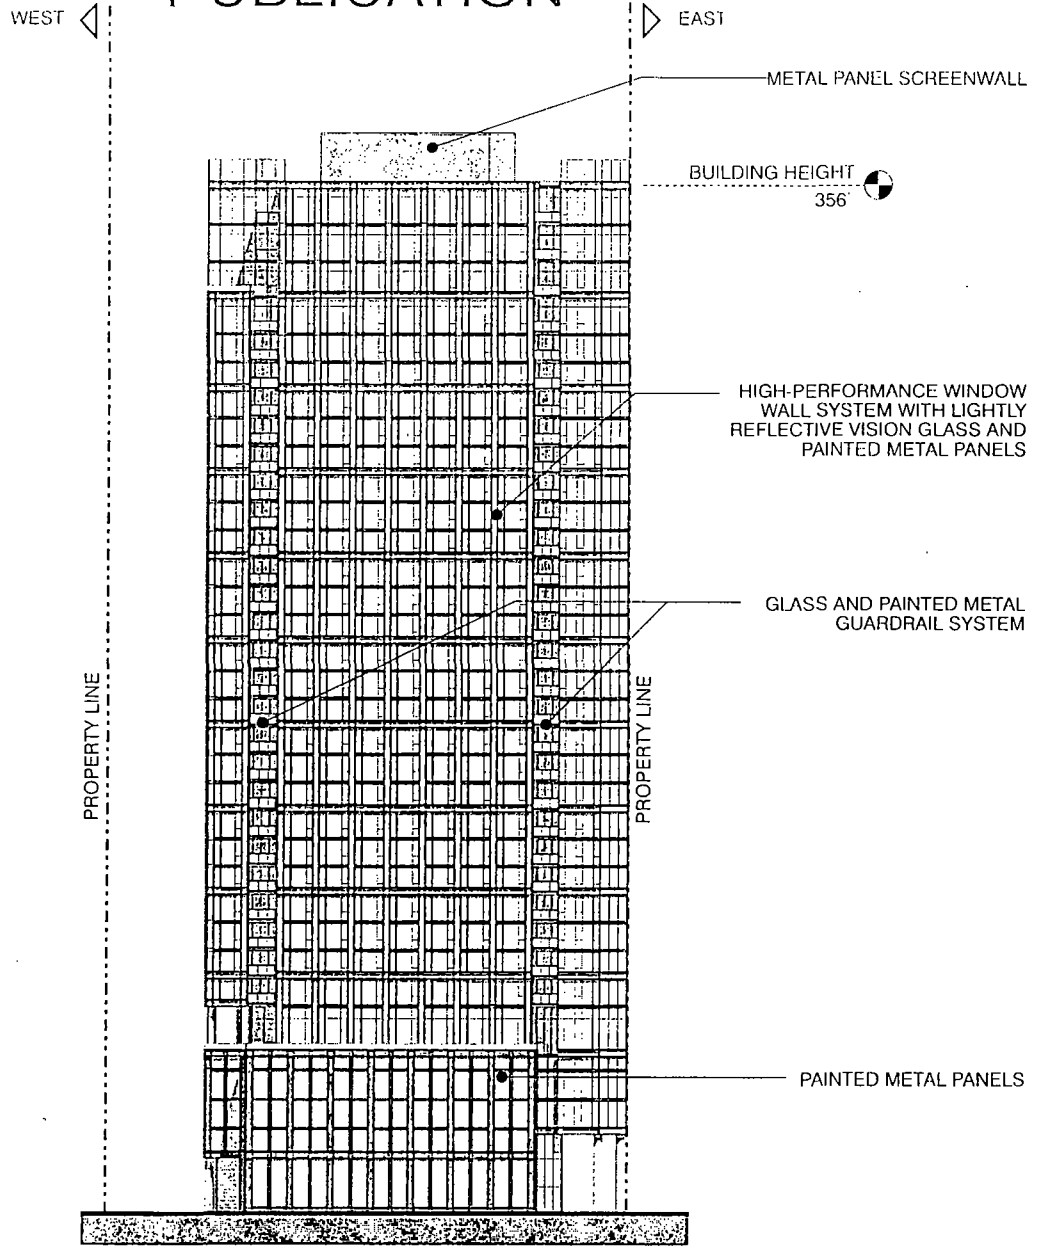 PUBLICATION
WEST
EAST
METAL PANEL SCREENWALL
BUILDING HEIGHT
356'
HIGH-PERFORMANCE WINDOW
WALL SYSTEM WITH LIGHTLY
REFLECTIVE VISION GLASS AND
PAINTED METAL PANELS
GLASS AND PAINTED METAL
GUARDRAIL SYSTEM
PROPERTY LINE
PROPERTY LINE
PAINTED METAL PANELS